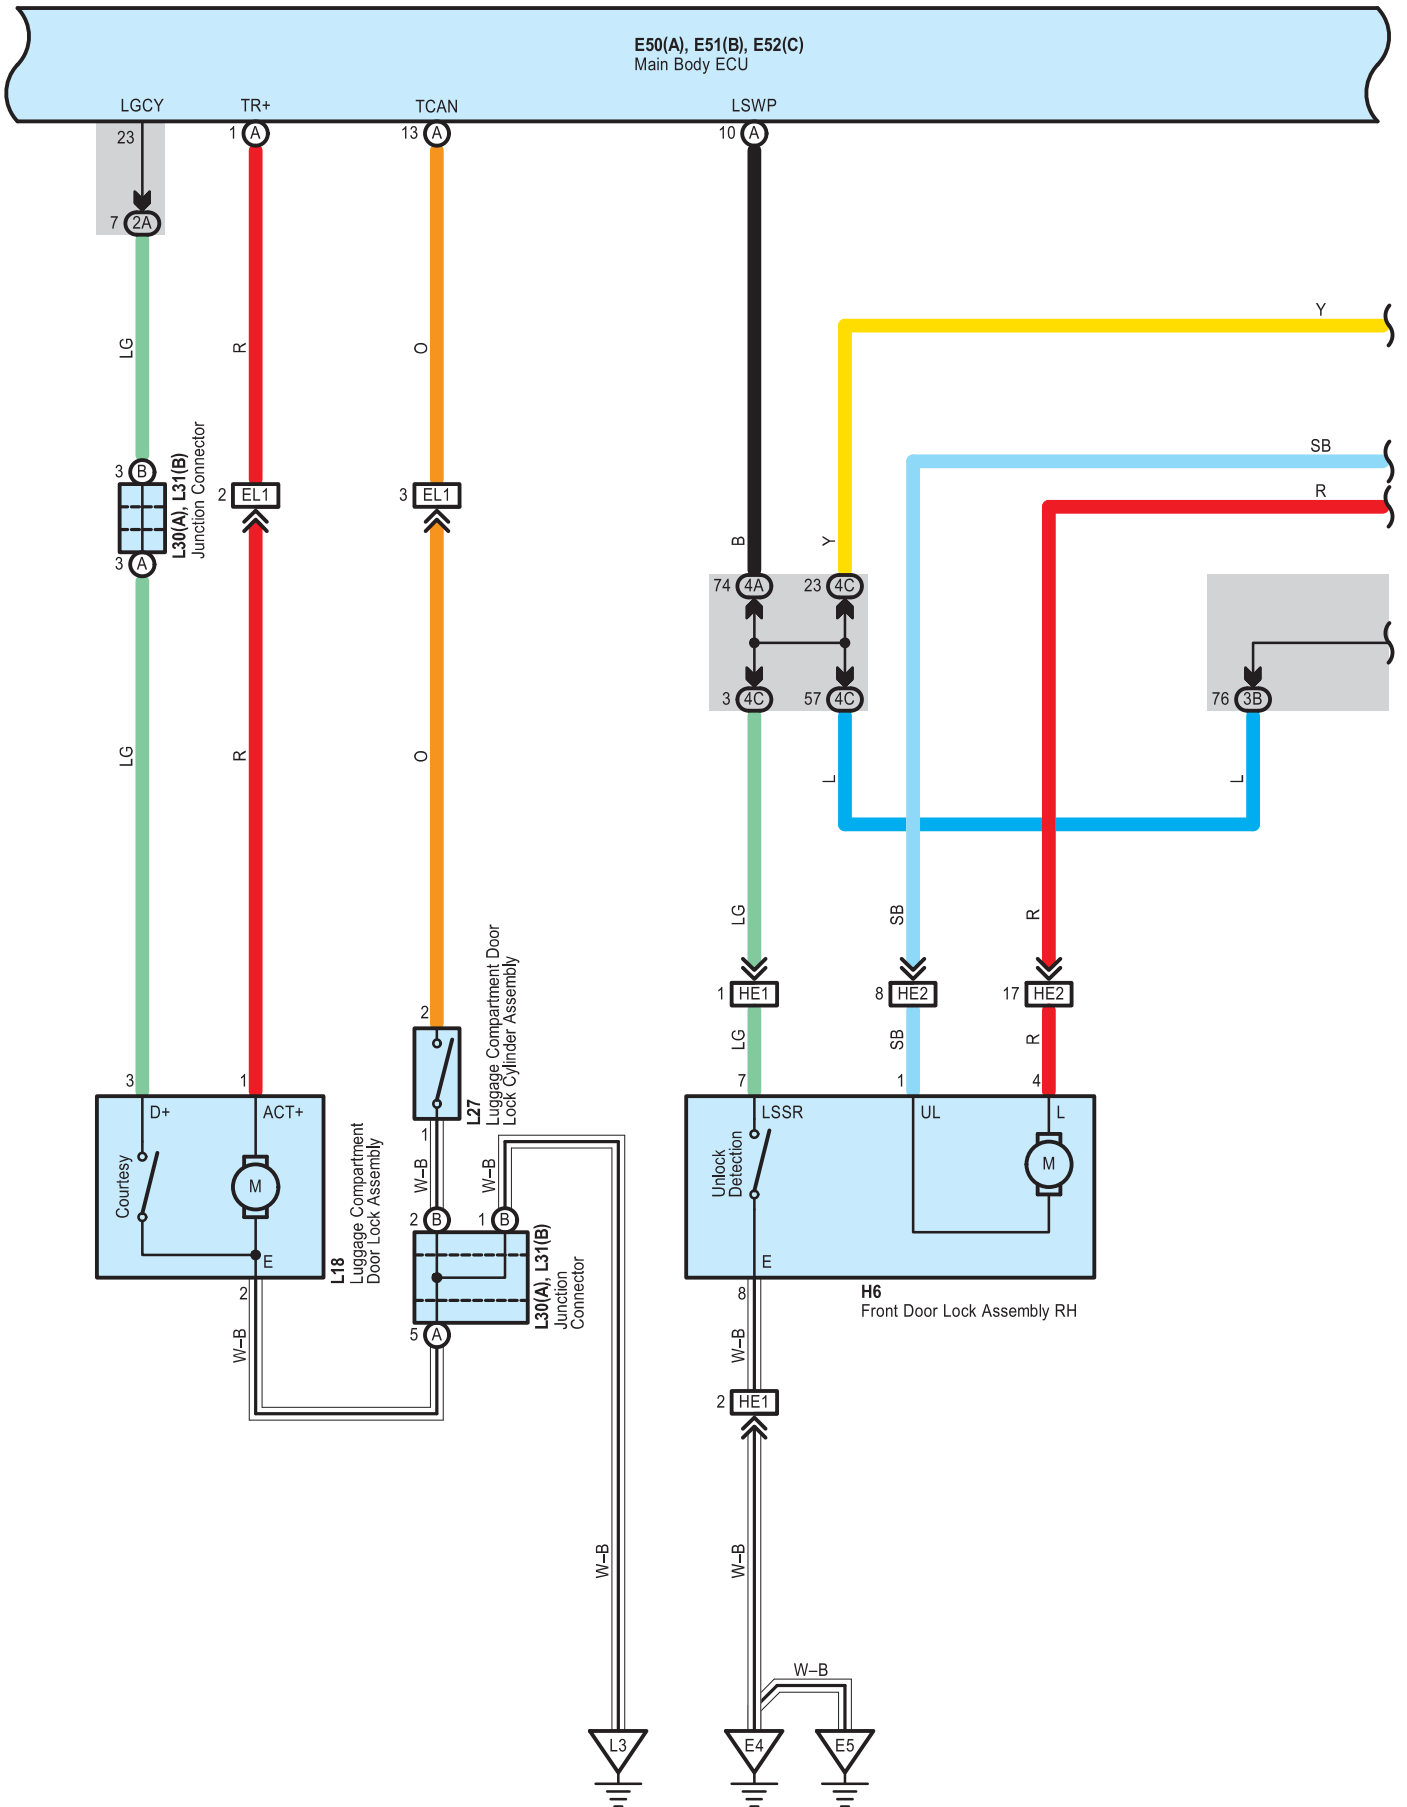 E50(A), E51(B), E52(C)
Main Body ECU
LGCY
TR+
TCAN
LSWP
23
1 A
13 A
10 A
7 2A
Y
LG
R
O
SB
R
3 B
L30(A), L31(B)
Junction Connector
2 EL1
3 EL1
B
Y
3 A
74 4A
23 4C
3 4C
57 4C
76 3B
LG
R
O
L
L
LG
SB
R
1 HE1
8 HE2
17 HE2
2
Luggage Compartment Door
Lock Cylinder Assembly
L27
LG
SB
R
3
1
7
1
4
D+
ACT+
LSSR
UL
L
1
Courtesy
M
Unlock
Detection
M
W–B
W–B
L18
Luggage Compartment
Door Lock Assembly
2 B
1 B
E
E
L30(A), L31(B)
Junction
Connector
2
8
H6
Front Door Lock Assembly RH
5 A
W–B
W–B
2 HE1
W–B
W–B
W–B
L3
E4
E5